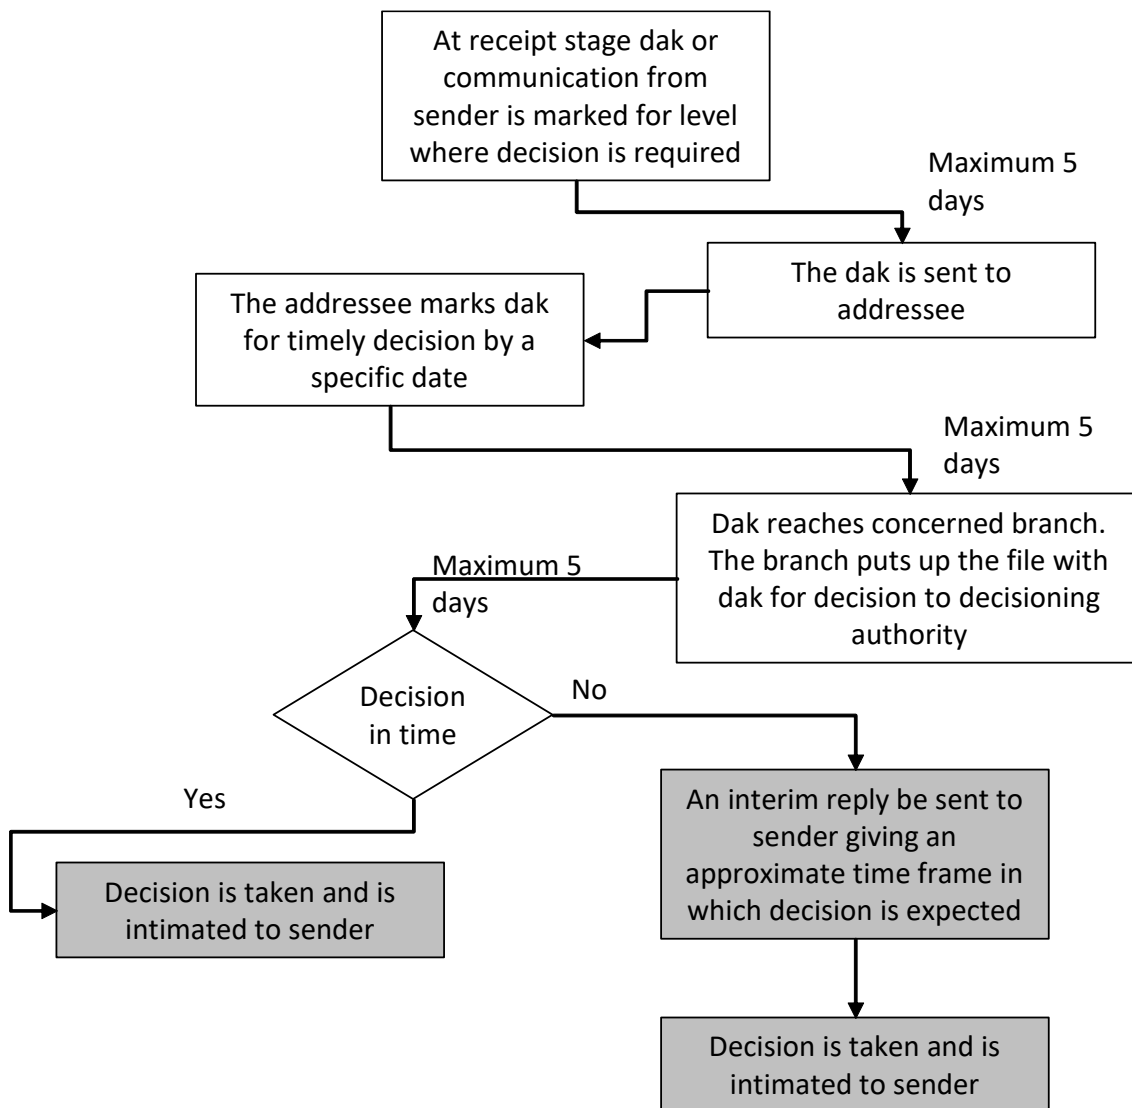 At receipt stage dak or
communication from
sender is marked for level
where decision is required
Maximum 5
days
The dak is sent to
addressee
The addressee marks dak
for timely decision by a
specific date
Maximum 5
days
Dak reaches concerned branch.
The branch puts up the file with
dak for decision to decisioning
authority
Maximum 5
days
Decision
in time
No
Yes
An interim reply be sent to
sender giving an
approximate time frame in
which decision is expected
Decision is taken and is
intimated to sender
Decision is taken and is
intimated to sender